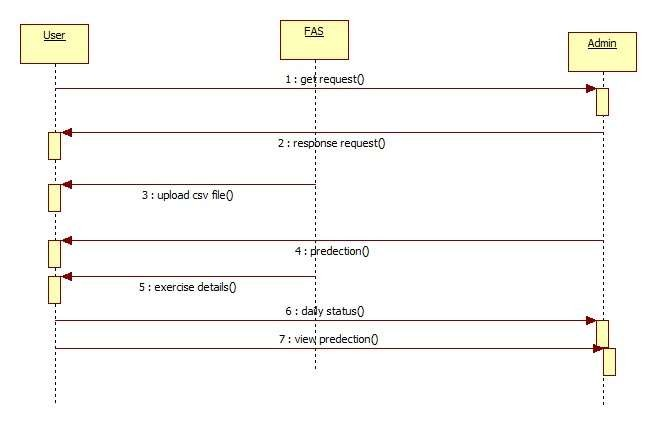 User
FAS
Admin
1 : get request()
2 : response request()
3 : upload csv file()
4 : predection()
5 : exercise details()
6 : daily status()
7 : view predection()